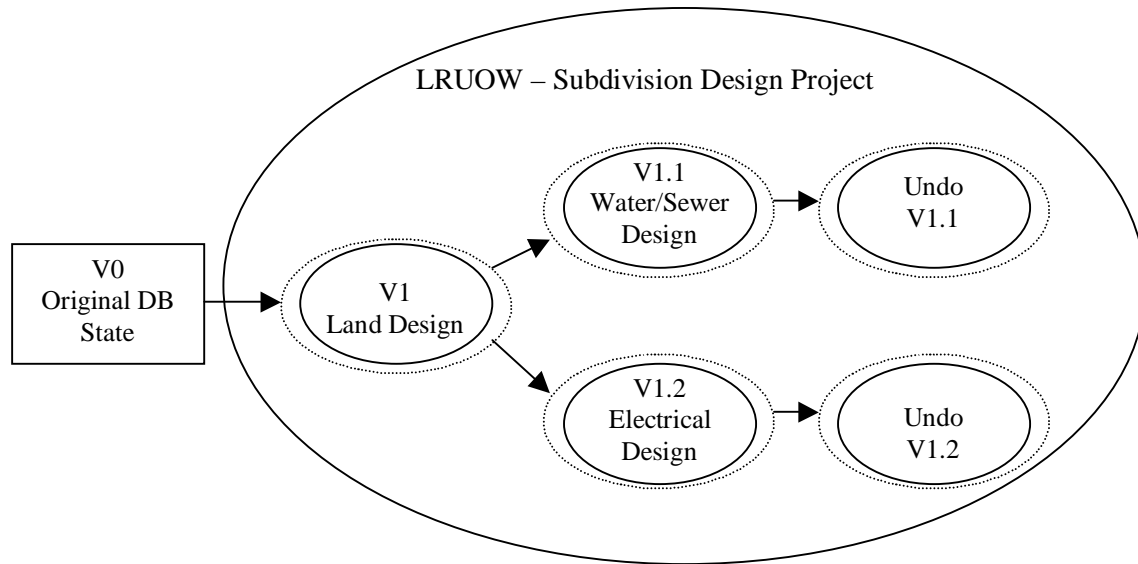 LRUOW – Subdivision Design Project
V0
Original DB
State
V1
Land Design
V1.1
Water/Sewer
Design
Undo
V1.1
V1.2
Electrical
Design
Undo
V1.2